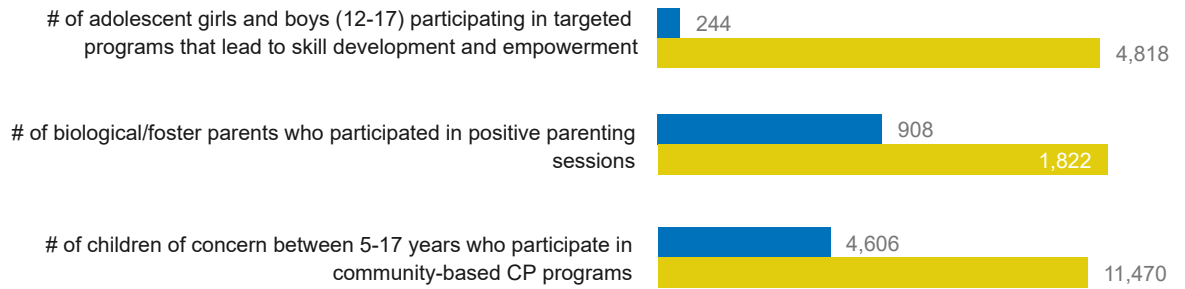 # of adolescent girls and boys (12-17) participating in targeted
programs that lead to skill development and empowerment
244
4,818
# of biological/foster parents who participated in positive parenting
sessions
908
1,822
# of children of concern between 5-17 years who participate in
community-based CP programs
4,606
11,470